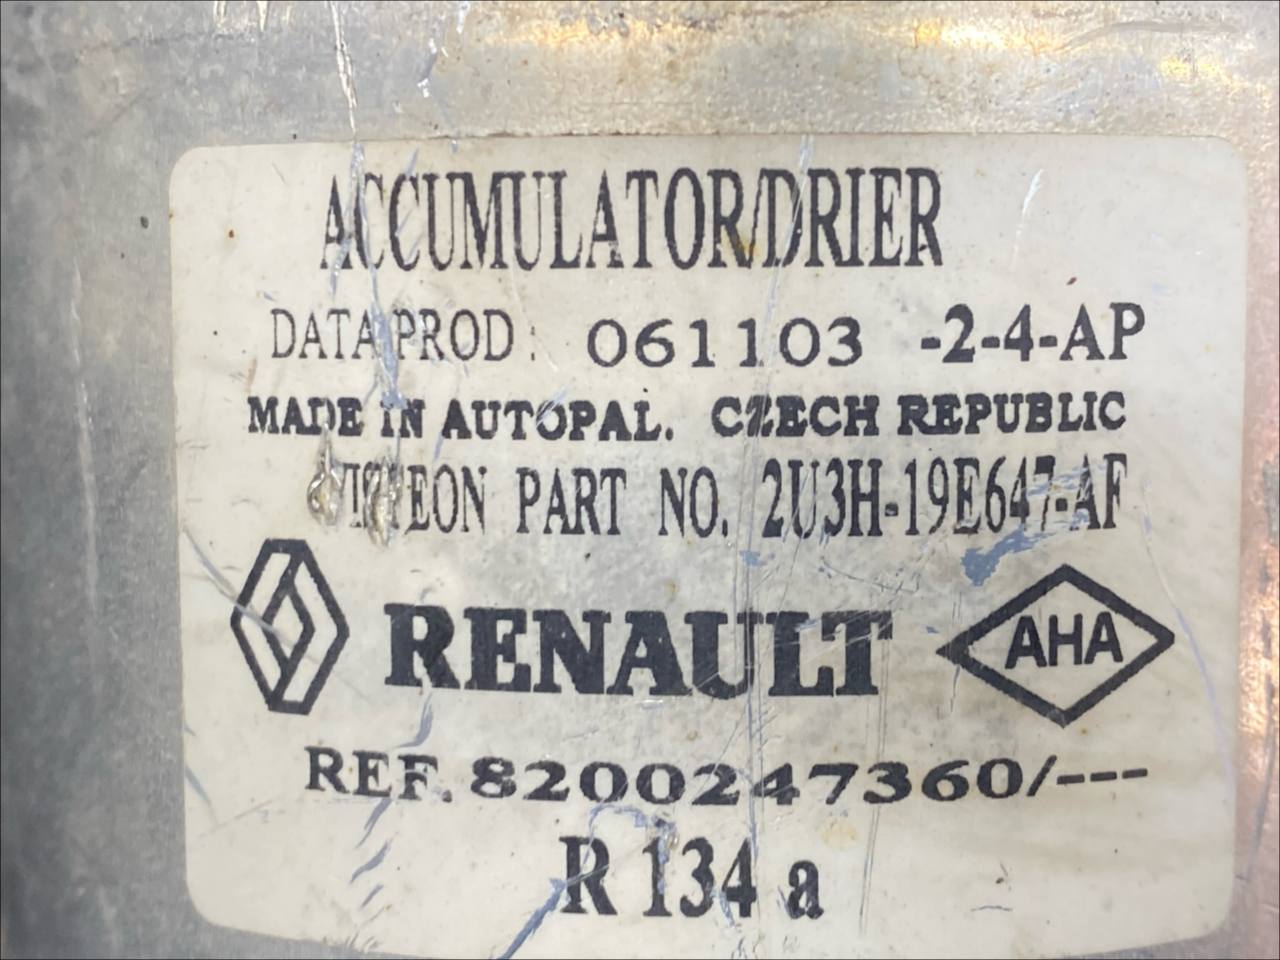 ACCUMULATOR/DRIER
DATA PROD: 061103 -2-4-AP
MADE IN AUTOPAL. CZECH REPUBLIC
VISTEON PART NO. 2U3H-19E647-AF
RENAULT AHA
REF. 8200247360/---
R 134 a